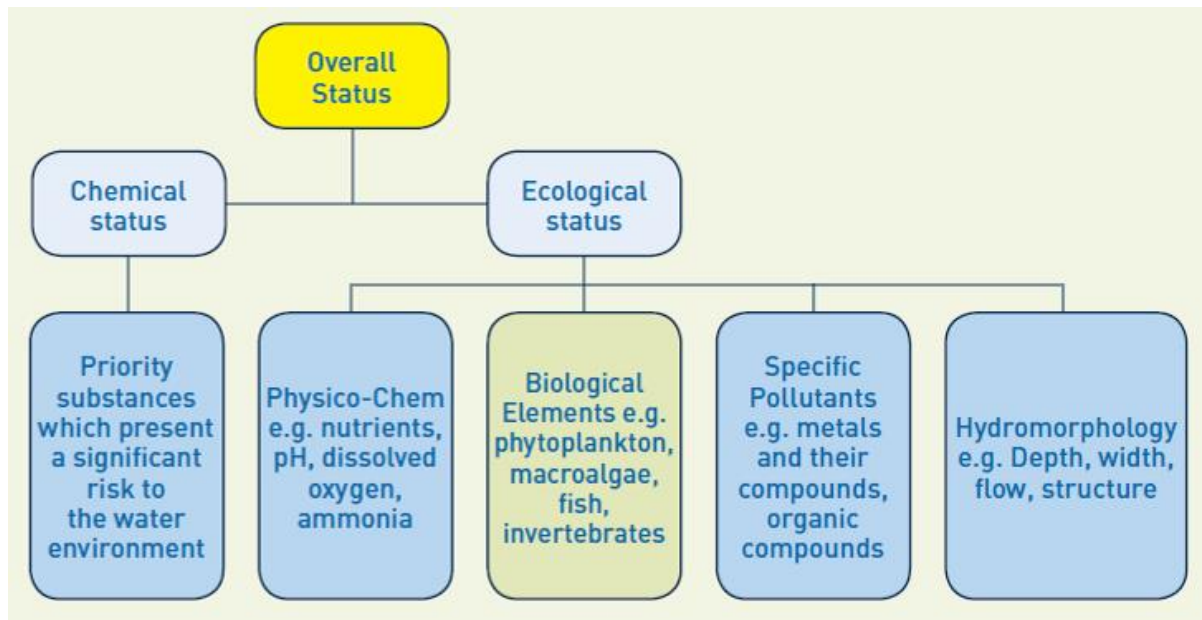 Overall
Status
Chemical
status
Ecological
status
Priority
substances
which present
a significant
risk to
the water
environment
Physico-Chem
e.g. nutrients,
pH, dissolved
oxygen,
ammonia
Biological
Elements e.g.
phytoplankton,
macroalgae,
fish,
invertebrates
Specific
Pollutants
e.g. metals
and their
compounds,
organic
compounds
Hydromorphology
e.g. Depth, width,
flow, structure